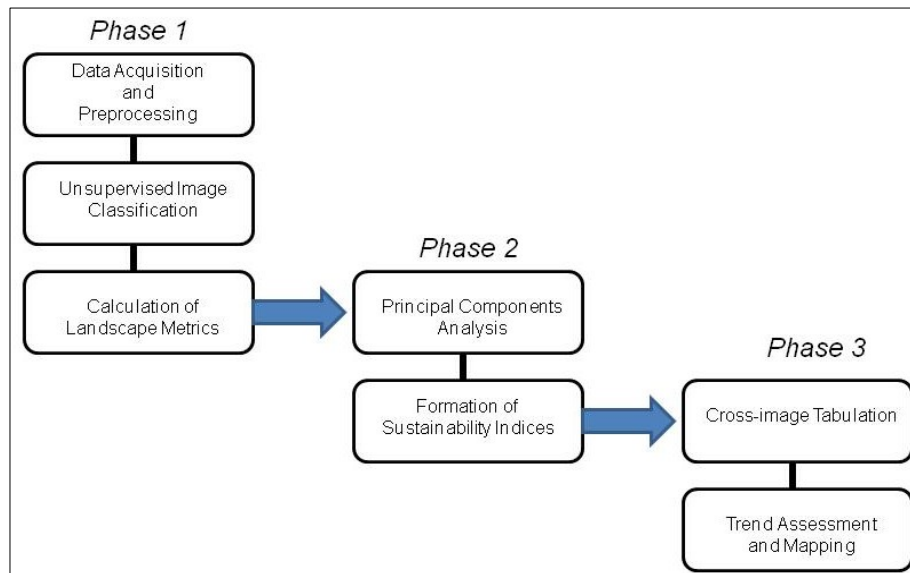 Phase 1
Data Acquisition
and
Preprocessing
Unsupervised Image
Classification
Calculation of
Landscape Metrics
Phase 2
Principal Components
Analysis
Formation of
Sustainability Indices
Phase 3
Cross-image Tabulation
Trend Assessment
and Mapping